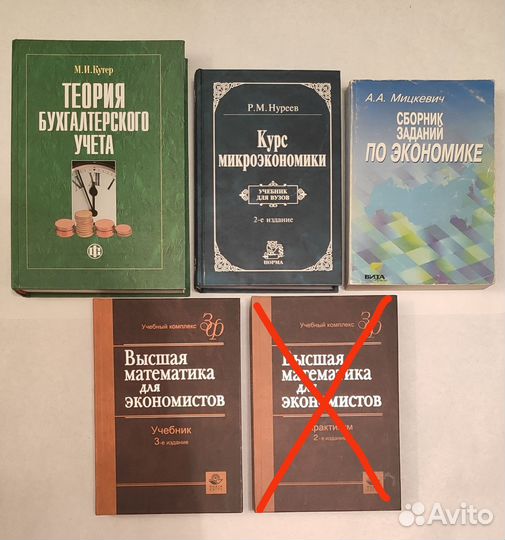 М.И.Кутер
ТЕОРИЯ
БУХГАЛТЕРСКОГО
УЧЕТА
Р.М.Нуреев
Курс
микроэкономики
УЧЕБНИК
ДЛЯ ВУЗОВ
2-е издание
НОРМА
А.А. Мицкевич
СБОРНИК
ЗАДАНИЙ
ПО ЭКОНОМИКЕ
ВИТА
Учебный комплекс
Высшая
математика
для
экономистов
Учебник
3-е издание
Учебный комплекс
Высшая
математика
для
экономистов
Практикум
2-е издание
Avito